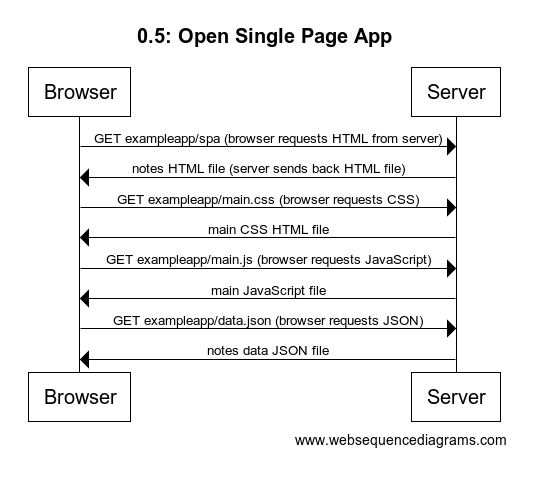 0.5: Open Single Page App
Browser
Server
GET exampleapp/spa (browser requests HTML from server)
notes HTML file (server sends back HTML file)
GET exampleapp/main.css (browser requests CSS)
main CSS HTML file
GET exampleapp/main.js (browser requests JavaScript)
main JavaScript file
GET exampleapp/data.json (browser requests JSON)
notes data JSON file
Browser
Server
www.websequencediagrams.com